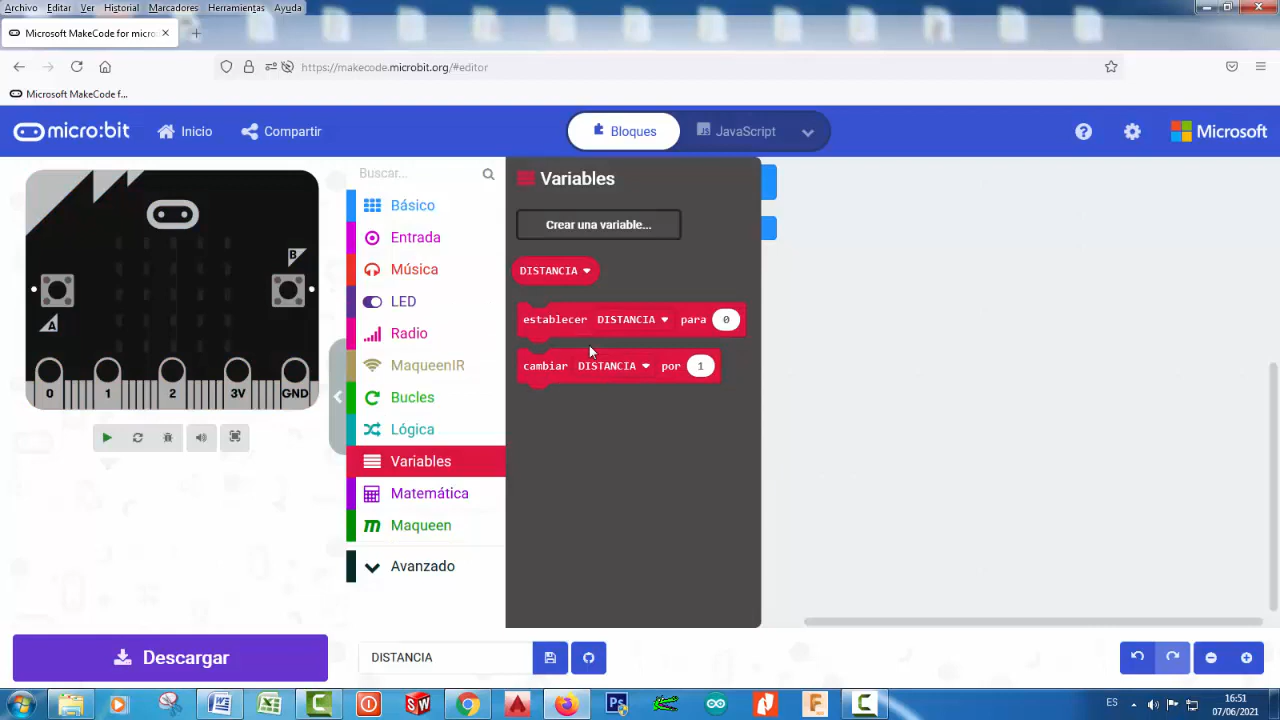 Archivo Editar Ver Historial Marcadores Herramientas Ayuda
Microsoft MakeCode for micro:
https://makecode.microbit.org/#editor
Microsoft MakeCode f...
micro:bit Inicio Compartir Bloques JavaScript Microsoft
Buscar...
Básico
Entrada
Música
LED
Radio
MaqueenIR
Bucles
Lógica
Variables
Matemática
Maqueen
Avanzado
Variables
Crear una variable...
DISTANCIA
establecer DISTANCIA para 0
cambiar DISTANCIA por 1
A
B
0 1 2 3V GND
Descargar
DISTANCIA
ES
16:51
07/06/2021